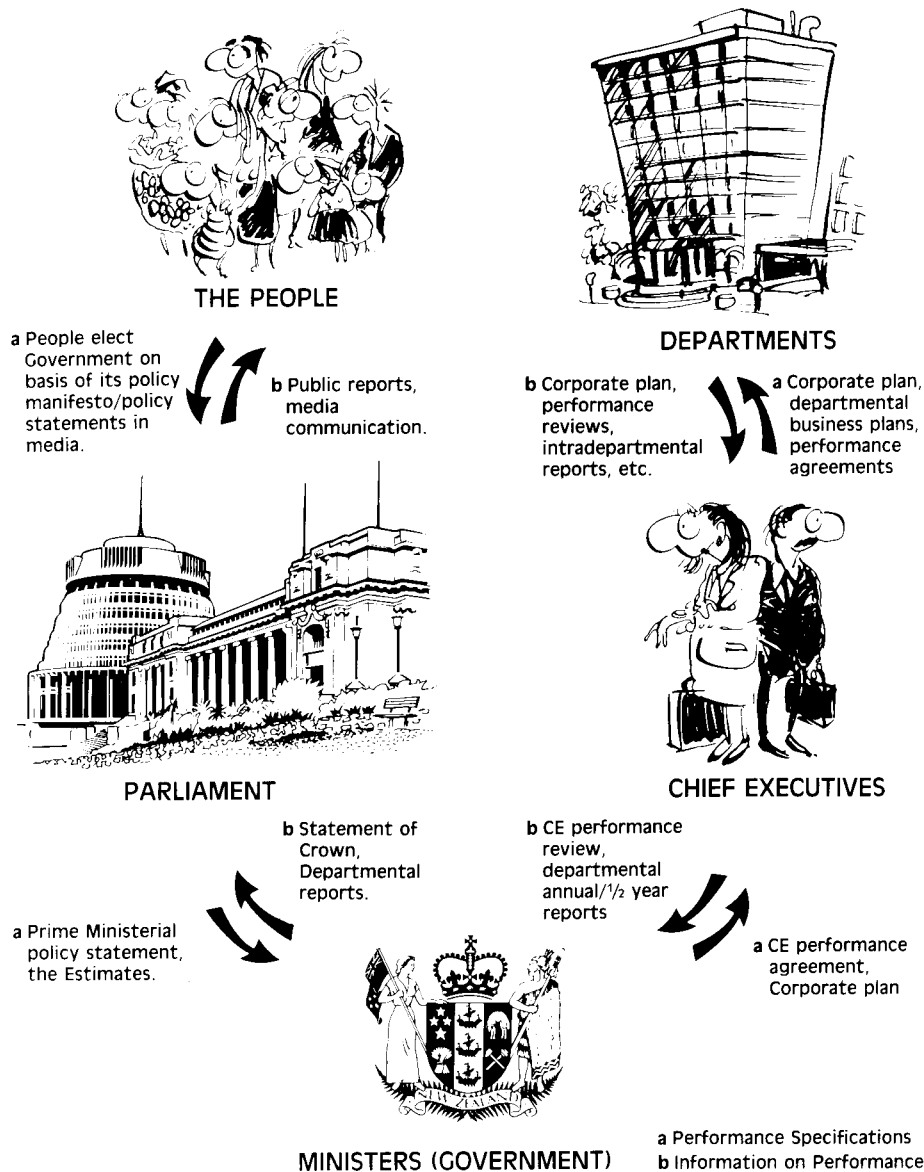 THE PEOPLE
a People elect
Government on
basis of its policy
manifesto/policy
statements in
media.
b Public reports,
media
communication.
DEPARTMENTS
b Corporate plan,
performance
reviews,
intradepartmental
reports, etc.
a Corporate plan,
departmental
business plans,
performance
agreements
PARLIAMENT
CHIEF EXECUTIVES
b Statement of
Crown,
Departmental
reports.
a Prime Ministerial
policy statement,
the Estimates.
b CE performance
review,
departmental
annual/½ year
reports
a CE performance
agreement,
Corporate plan
NEW ZEALAND
MINISTERS (GOVERNMENT)
a Performance Specifications
b Information on Performance